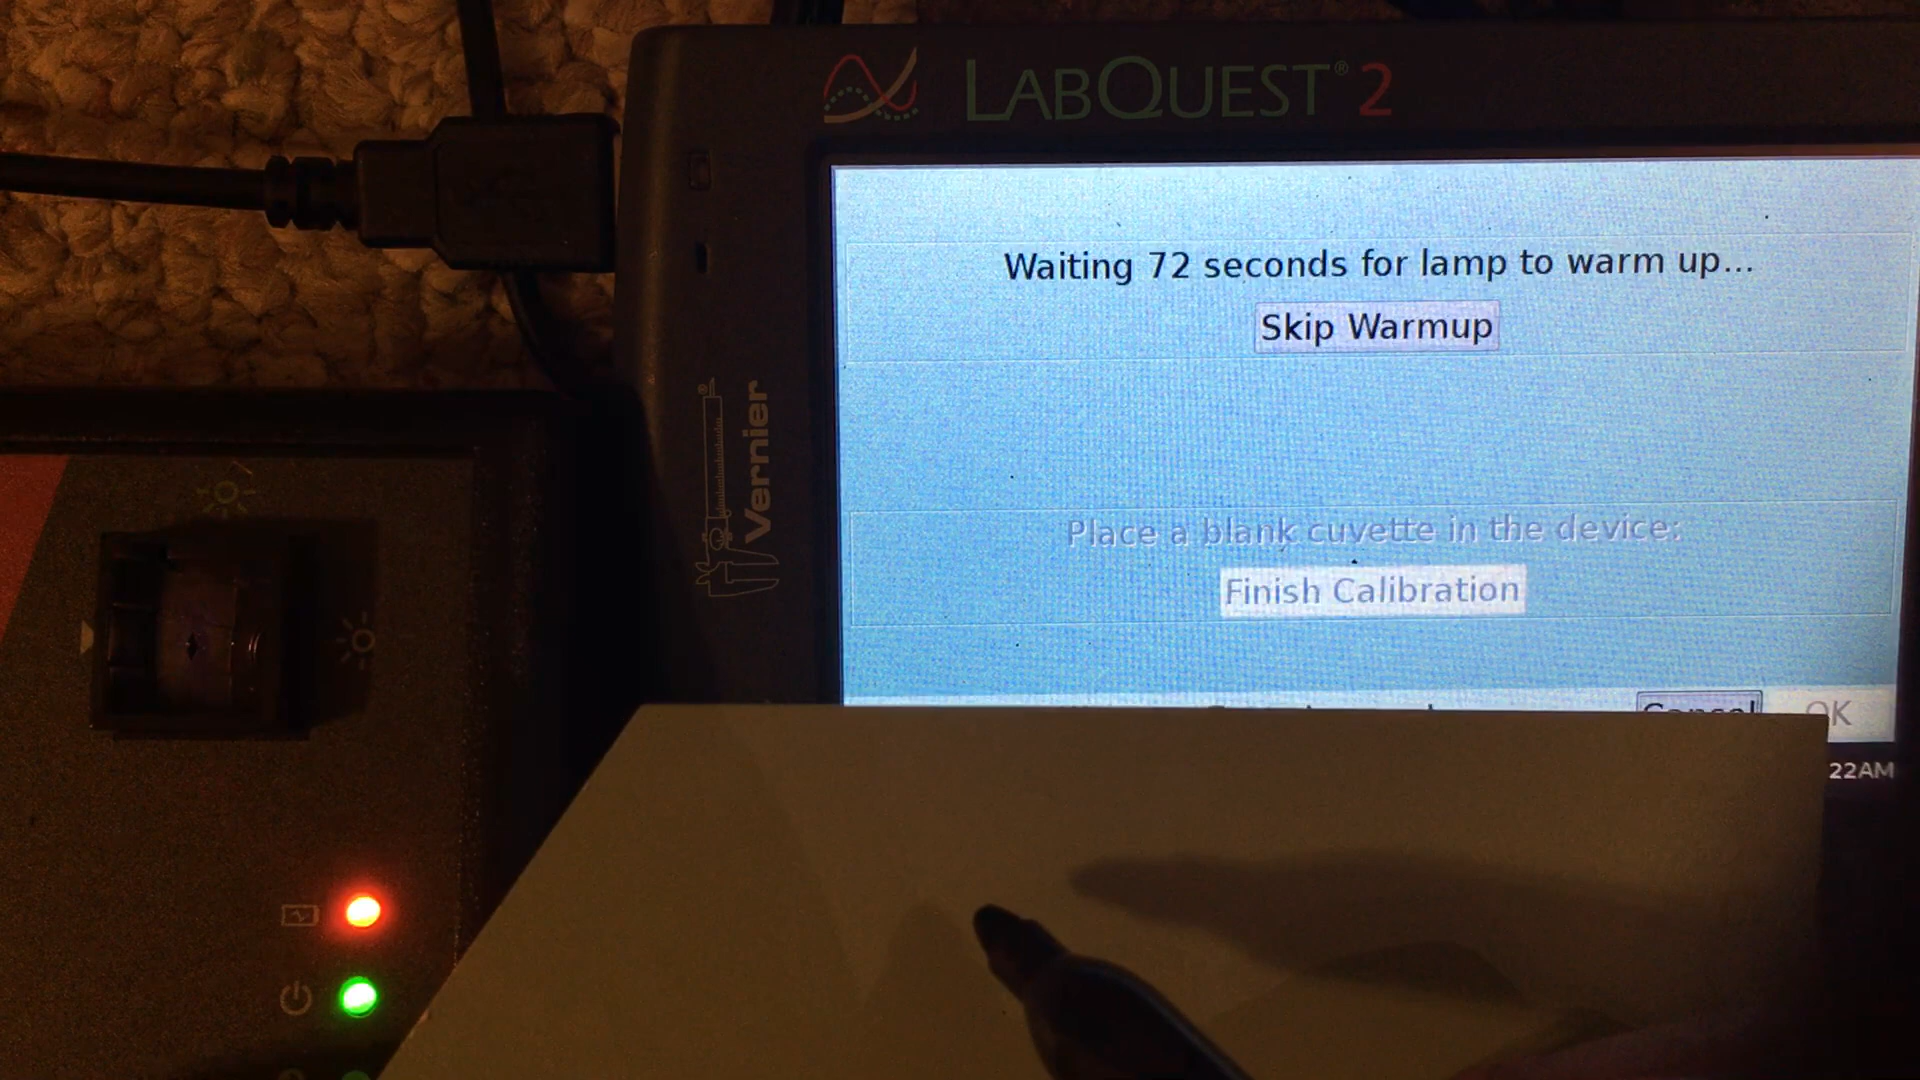 LABQUEST® 2
Waiting 72 seconds for lamp to warm up...
Skip Warmup
Vernier®
Place a blank cuvette in the device:
Finish Calibration
Cancel
OK
22AM